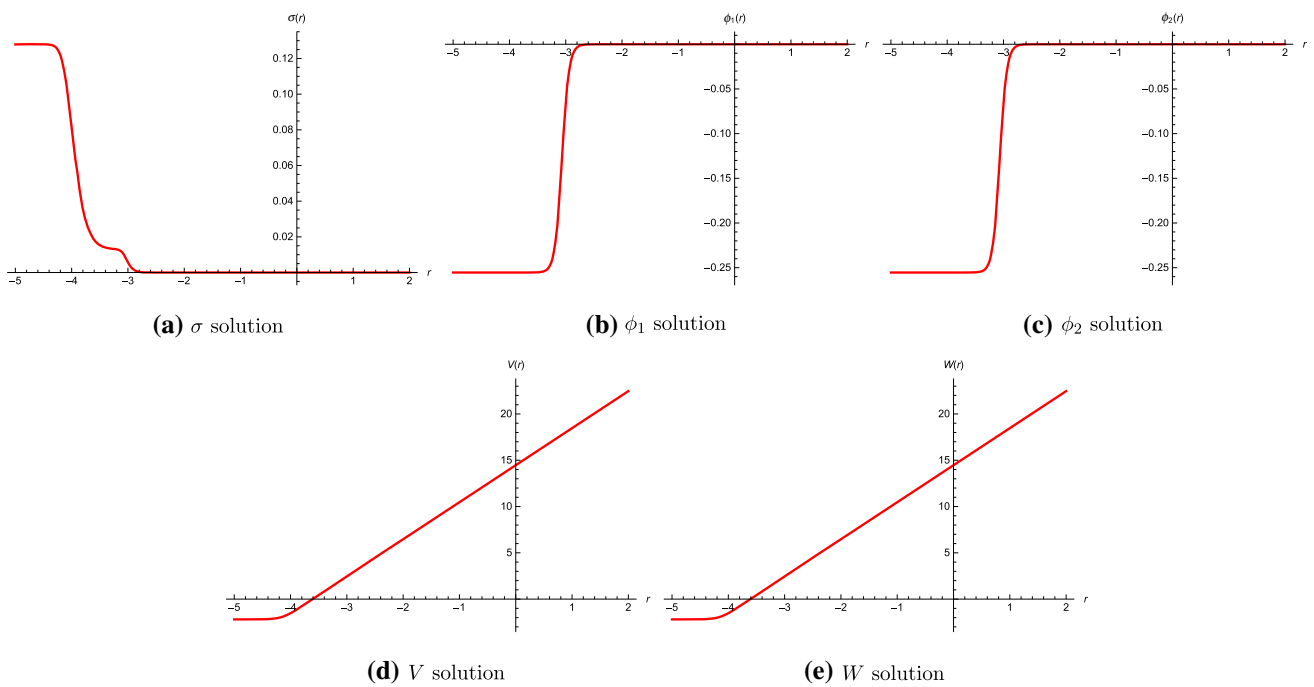 σ(r)
0.12
0.10
0.08
0.06
0.04
0.02
-5 -4 -3 -2 -1 0 1 2 r
(a) σ solution
ϕ₁(r)
-5 -4 -3 -2 -1 1 2 r
-0.05
-0.10
-0.15
-0.20
-0.25
(b) ϕ₁ solution
ϕ₂(r)
-5 -4 -3 -2 -1 1 2 r
-0.05
-0.10
-0.15
-0.20
-0.25
(c) ϕ₂ solution
V(r)
20
15
10
5
-5 -4 -3 -2 -1 1 2 r
(d) V solution
W(r)
20
15
10
5
-5 -4 -3 -2 -1 1 2 r
(e) W solution